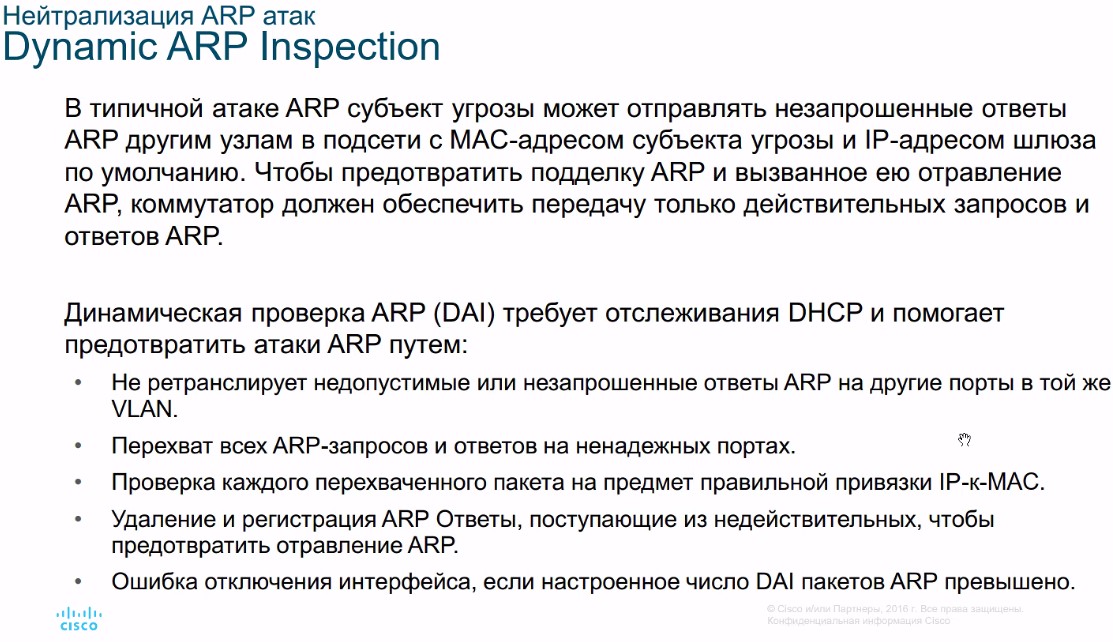 Нейтрализация ARP атак
Dynamic ARP Inspection
В типичной атаке ARP субъект угрозы может отправлять незапрошенные ответы
ARP другим узлам в подсети с MAC-адресом субъекта угрозы и IP-адресом шлюза
по умолчанию. Чтобы предотвратить подделку ARP и вызванное ею отравление
ARP, коммутатор должен обеспечить передачу только действительных запросов и
ответов ARP.
Динамическая проверка ARP (DAI) требует отслеживания DHCP и помогает
предотвратить атаки ARP путем:
• Не ретранслирует недопустимые или незапрошенные ответы ARP на другие порты в той же
VLAN.
• Перехват всех ARP-запросов и ответов на ненадежных портах.
• Проверка каждого перехваченного пакета на предмет правильной привязки IP-к-MAC.
• Удаление и регистрация ARP Ответы, поступающие из недействительных, чтобы
предотвратить отравление ARP.
• Ошибка отключения интерфейса, если настроенное число DAI пакетов ARP превышено.
CISCO
© Cisco и/или Партнеры, 2016 г. Все права защищены.
Конфиденциальная информация Cisco